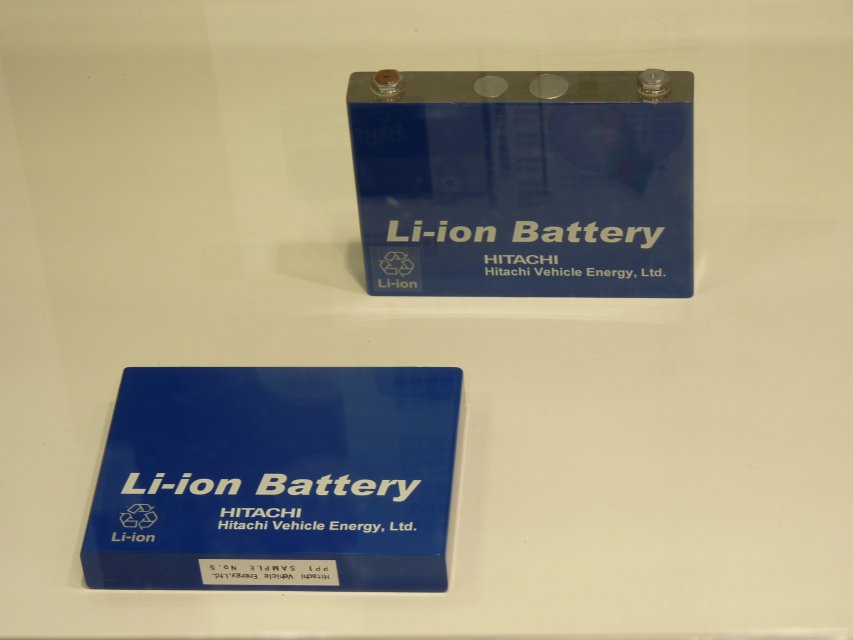 Li-ion Battery
HITACHI
Hitachi Vehicle Energy, Ltd.
Li-ion
Li-ion Battery
HITACHI
Hitachi Vehicle Energy, Ltd.
Li-ion
Hitachi Vehicle Energy,Ltd.
PP1 SAMPLE No.5